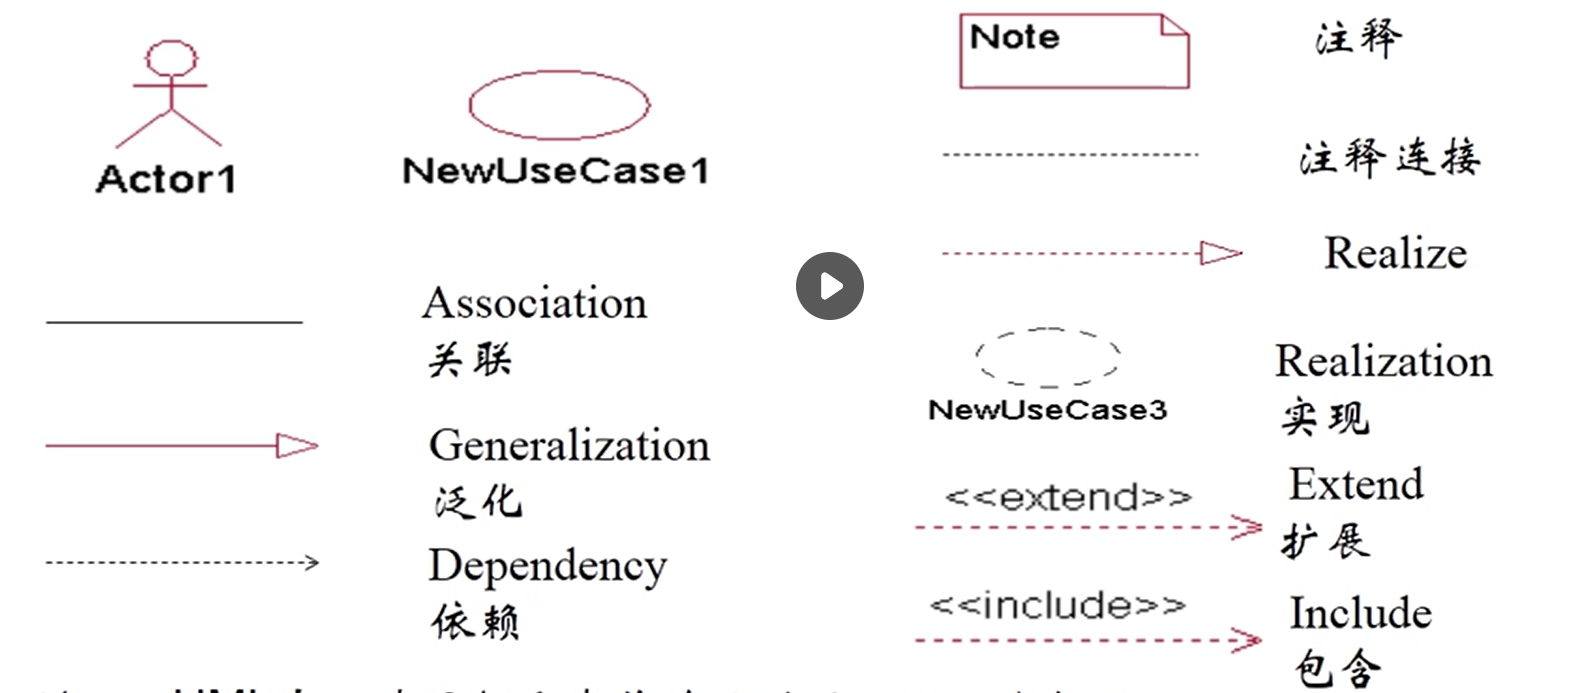 Actor1
NewUseCase1
Association
关联
Generalization
泛化
Dependency
依赖
Note
注释
注释连接
Realize
NewUseCase3
Realization
实现
<<extend>>
Extend
扩展
<<include>>
Include
包含